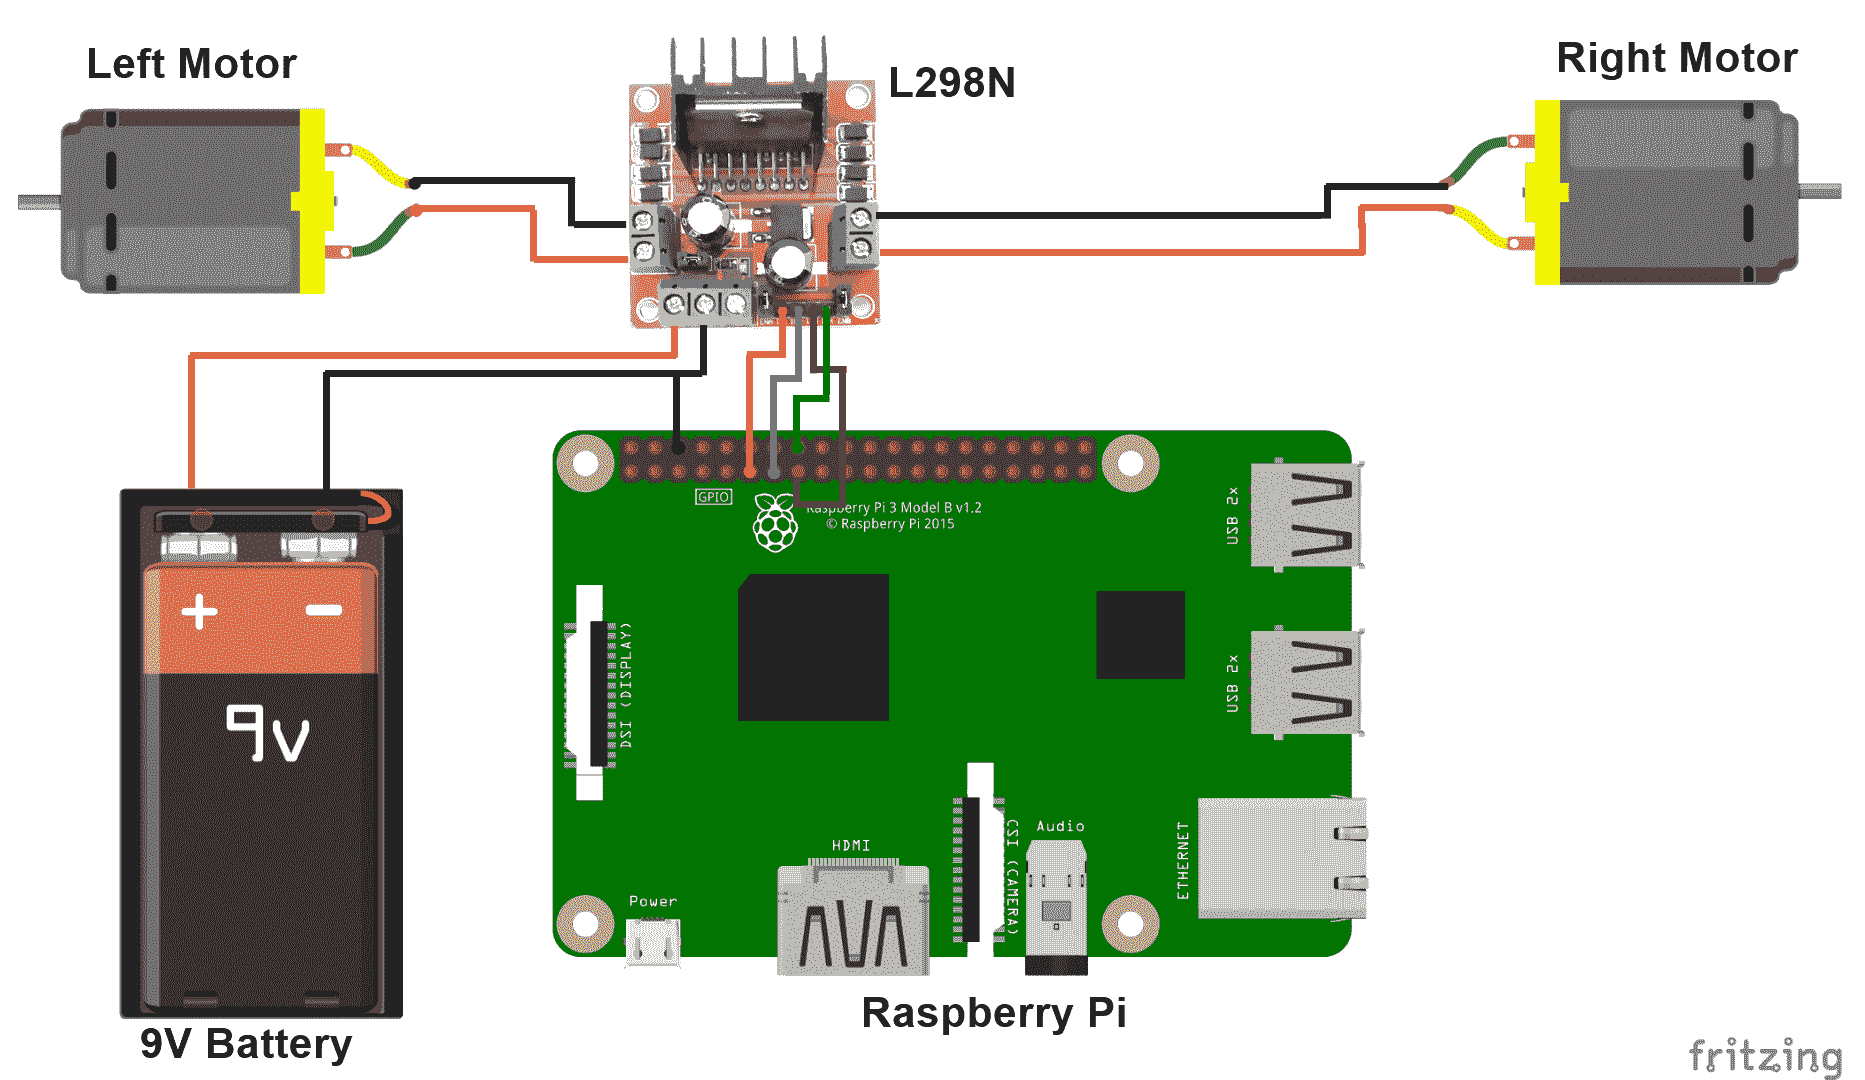 Left Motor
L298N
Right Motor
GPIO
Raspberry Pi 3 Model B v1.2
© Raspberry Pi 2015
USB 2x
USB 2x
DSI (DISPLAY)
+ −
9v
HDMI
Audio
CSI (CAMERA)
ETHERNET
Power
Raspberry Pi
9V Battery
fritzing